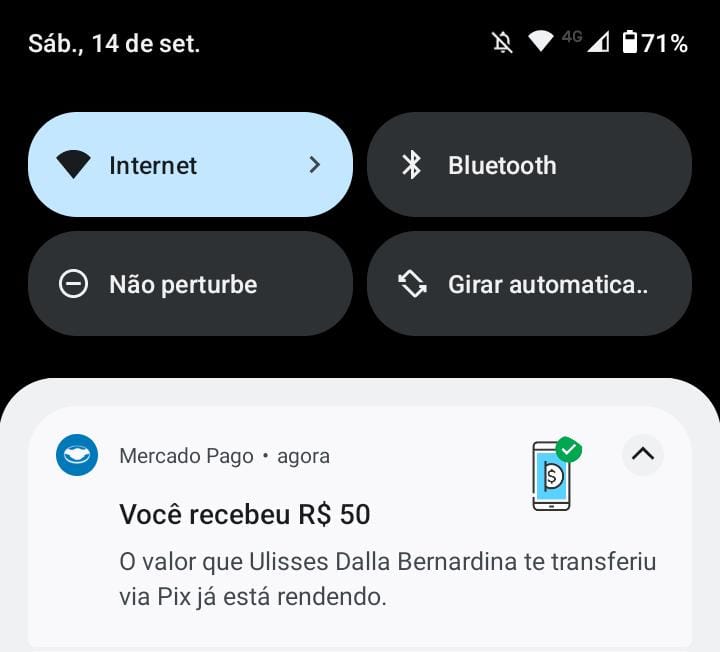 Sáb., 14 de set.
4G
71%
Internet
Bluetooth
Não perturbe
Girar automatica..
Mercado Pago • agora
Você recebeu R$ 50
O valor que Ulisses Dalla Bernardina te transferiu
via Pix já está rendendo.